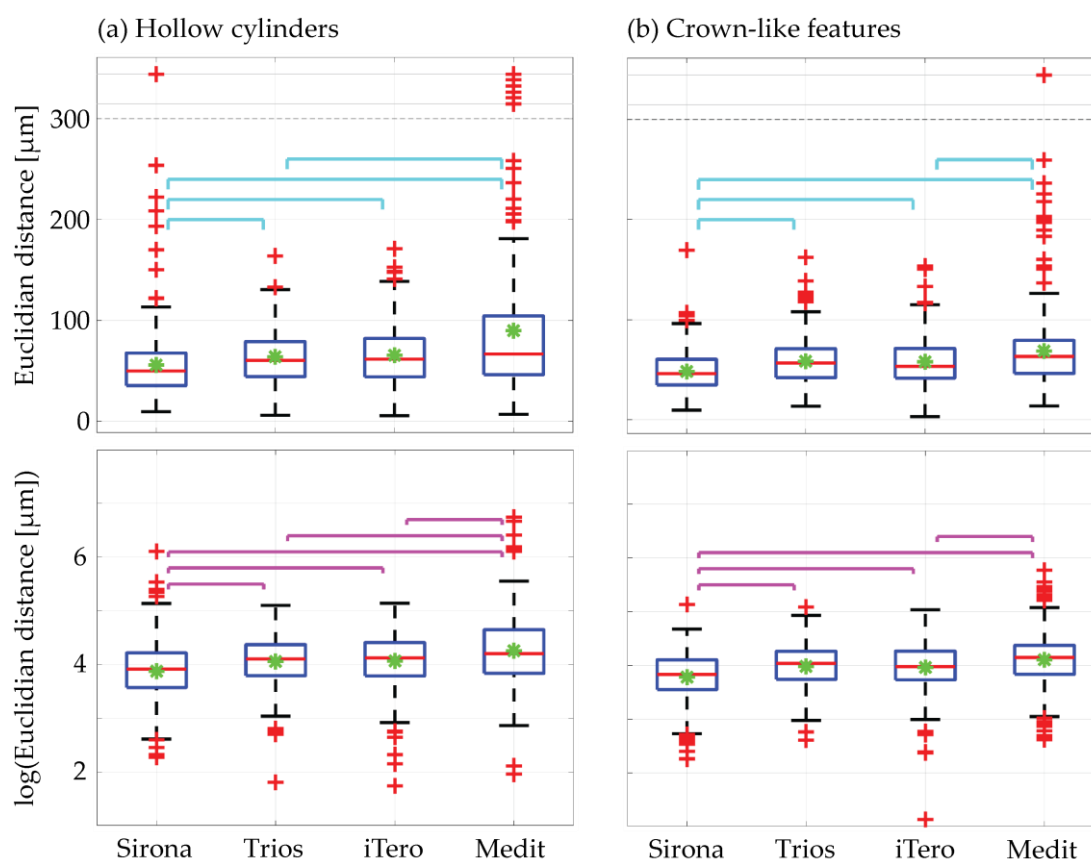 (a) Hollow cylinders
(b) Crown-like features
Euclidian distance [µm]
300
200
100
0
log(Euclidian distance [µm])
6
4
2
Sirona Trios iTero Medit
Sirona Trios iTero Medit